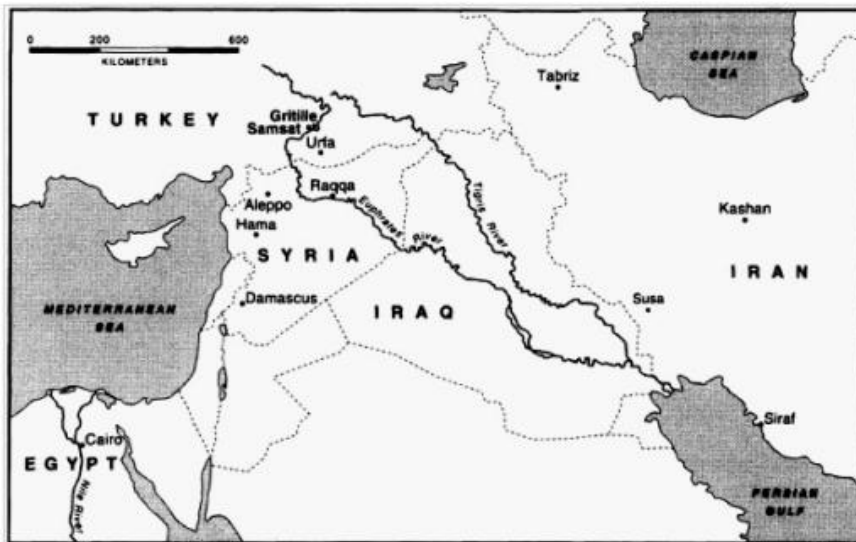 0 200 600
KILOMETERS
CASPIAN
SEA
Tabriz
TURKEY
Gritille
Samsat
Urfa
Raqqa
Aleppo
Hama
Euphrates River
Tigris River
Kashan
SYRIA
IRAN
MEDITERRANEAN
SEA
Damascus
IRAQ
Susa
Cairo
EGYPT
Nile River
Siraf
PERSIAN
GULF